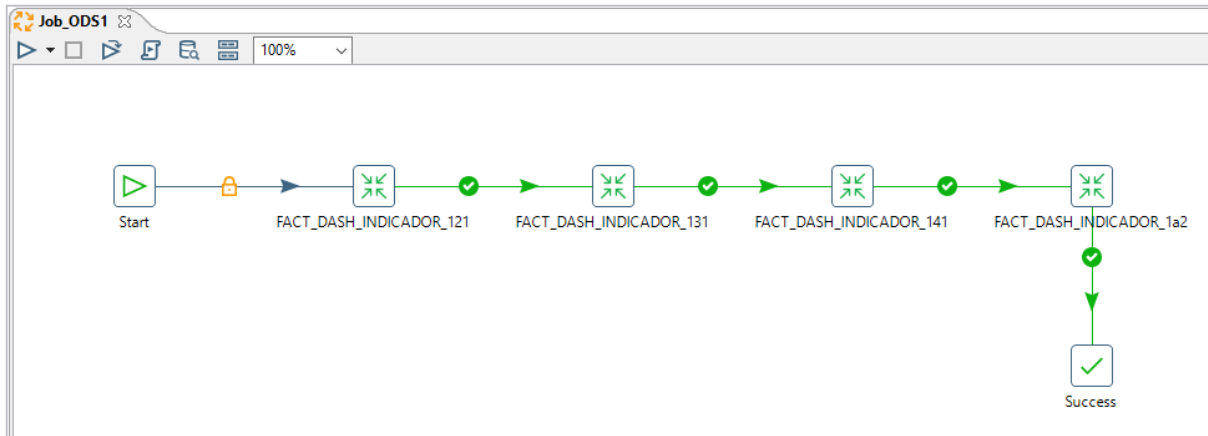 Job_ODS1
100%
Start
FACT_DASH_INDICADOR_121
FACT_DASH_INDICADOR_131
FACT_DASH_INDICADOR_141
FACT_DASH_INDICADOR_1a2
Success